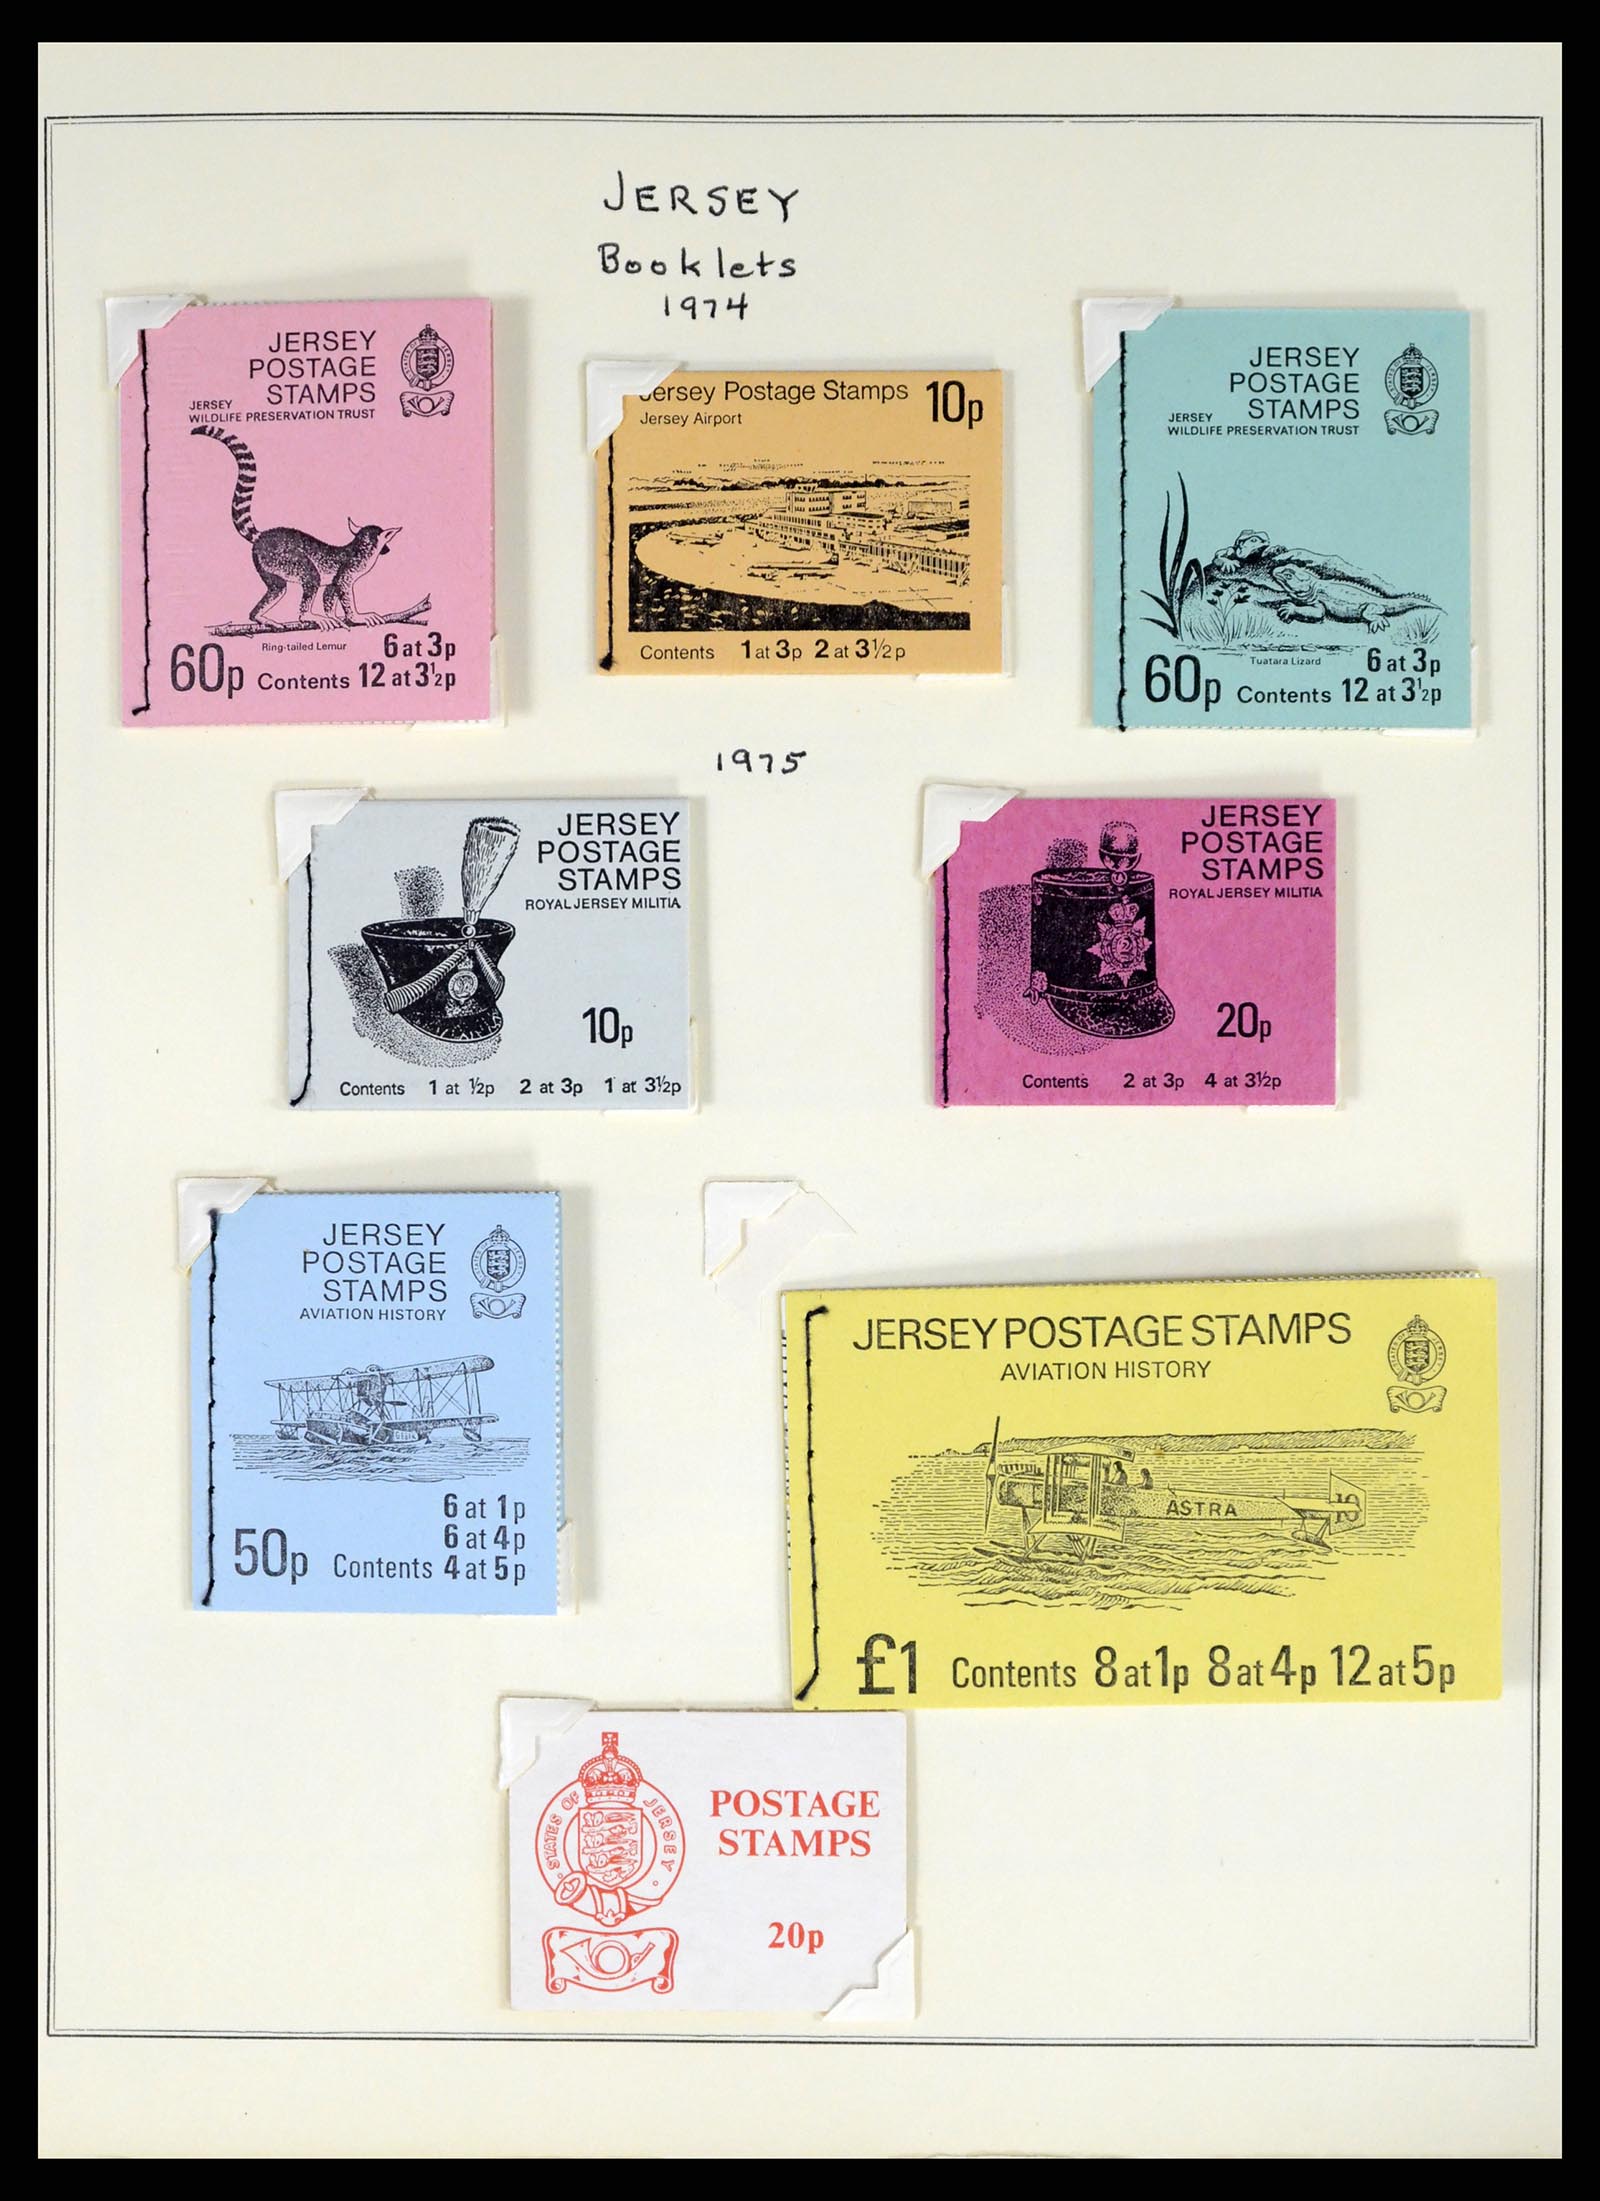 JERSEY
Booklets
1974
JERSEY
POSTAGE
STAMPS
JERSEY
WILDLIFE PRESERVATION TRUST
Ring-tailed Lemur
6 at 3p
60p Contents 12 at 3½p
Jersey Postage Stamps 10p
Jersey Airport
Contents 1 at 3p 2 at 3½p
JERSEY
POSTAGE
STAMPS
JERSEY
WILDLIFE PRESERVATION TRUST
Tuatara Lizard
6 at 3p
60p Contents 12 at 3½p
1975
JERSEY
POSTAGE
STAMPS
ROYAL JERSEY MILITIA
10p
Contents 1 at ½p 2 at 3p 1 at 3½p
JERSEY
POSTAGE
STAMPS
ROYAL JERSEY MILITIA
2
20p
Contents 2 at 3p 4 at 3½p
JERSEY
POSTAGE
STAMPS
AVIATION HISTORY
6 at 1p
6 at 4p
50p Contents 4 at 5p
JERSEY POSTAGE STAMPS
AVIATION HISTORY
ASTRA
£1 Contents 8 at 1p 8 at 4p 12 at 5p
STATES OF JERSEY
POSTAGE
STAMPS
20p